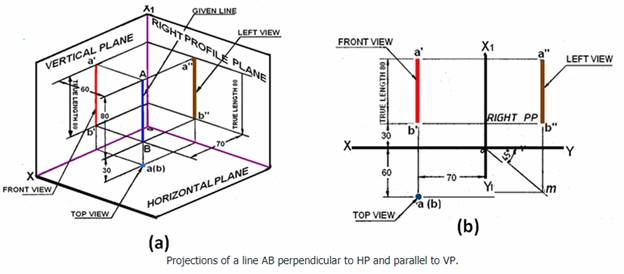 X1
GIVEN LINE
RIGHT PROFILE PLANE
LEFT VIEW
VERTICAL PLANE
a'
a"
A
60
TRUE LENGTH 80
80
TRUE LENGTH 80
b'
b"
B
70
30
a(b)
X
FRONT VIEW
HORIZONTAL PLANE
TOP VIEW
(a)
FRONT VIEW
X1
a'
a"
LEFT VIEW
TRUE LENGTH 80
b'
RIGHT PP
b"
30
X
Y
60
45°
70
Y1
m
a (b)
TOP VIEW
(b)
Projections of a line AB perpendicular to HP and parallel to VP.